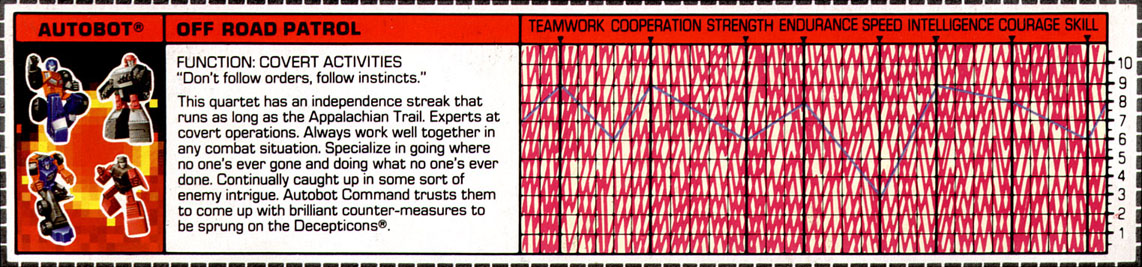 AUTOBOT®
OFF ROAD PATROL
FUNCTION: COVERT ACTIVITIES
"Don't follow orders, follow instincts."
This quartet has an independence streak that
runs as long as the Appalachian Trail. Experts at
covert operations. Always work well together in
any combat situation. Specialize in going where
no one's ever gone and doing what no one's ever
done. Continually caught up in some sort of
enemy intrigue. Autobot Command trusts them
to come up with brilliant counter-measures to
be sprung on the Decepticons®.
TEAMWORK COOPERATION STRENGTH ENDURANCE SPEED INTELLIGENCE COURAGE SKILL
10
9
8
7
6
5
4
3
2
1